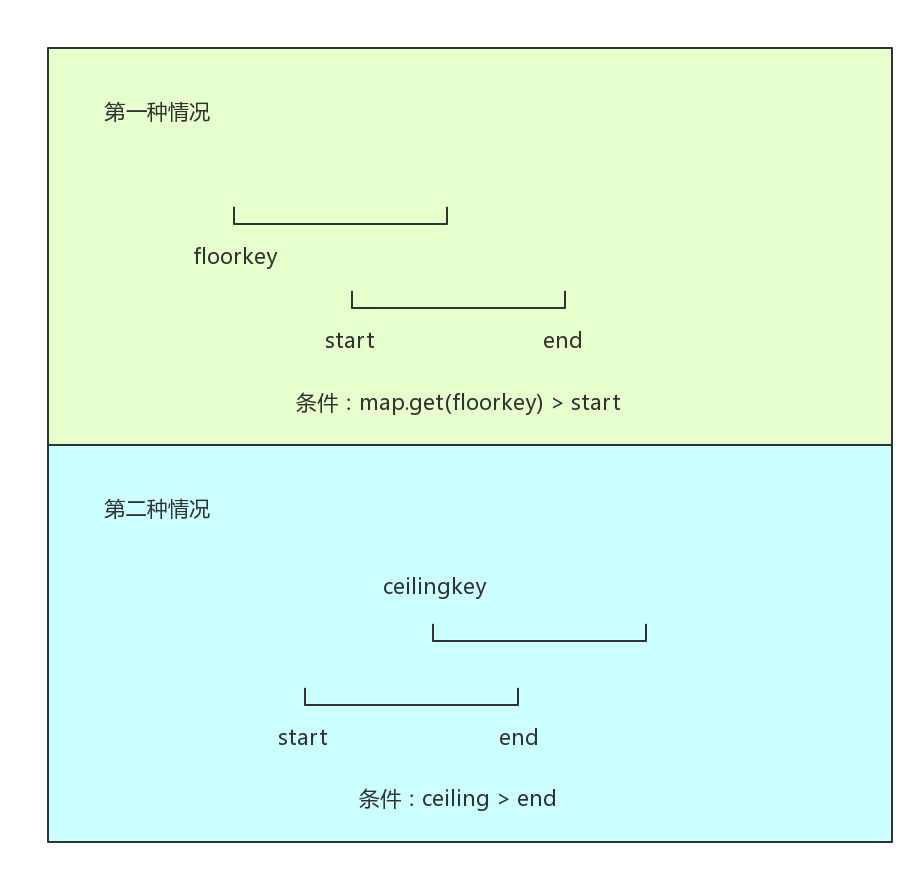 第一种情况
floorkey
start end
条件：map.get(floorkey) > start
第二种情况
ceilingkey
start end
条件：ceiling > end